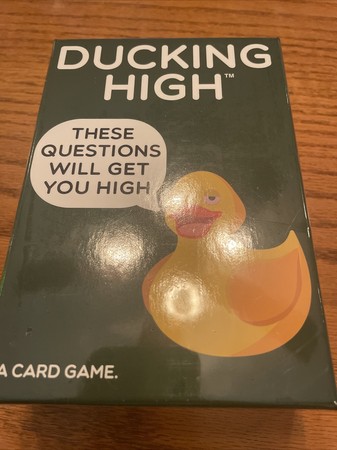 DUCKING
HIGH™
THESE
QUESTIONS
WILL GET
YOU HIGH
A CARD GAME.